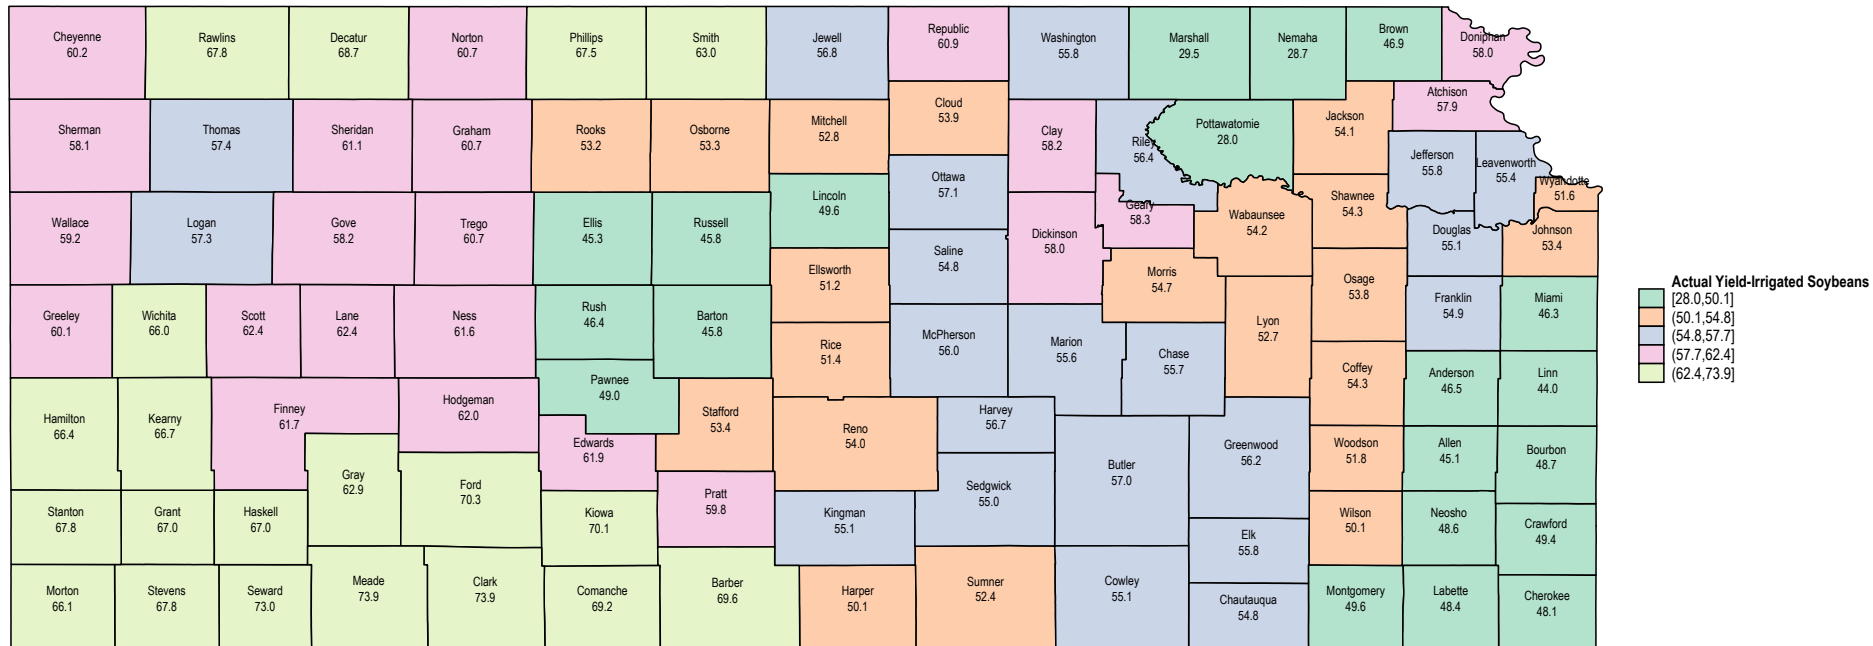 Cheyenne
60.2
Rawlins
67.8
Decatur
68.7
Norton
60.7
Phillips
67.5
Smith
63.0
Jewell
56.8
Republic
60.9
Washington
55.8
Marshall
29.5
Nemaha
28.7
Brown
46.9
Doniphan
58.0
Sherman
58.1
Thomas
57.4
Sheridan
61.1
Graham
60.7
Rooks
53.2
Osborne
53.3
Mitchell
52.8
Cloud
53.9
Clay
58.2
Riley
56.4
Pottawatomie
28.0
Jackson
54.1
Atchison
57.9
Jefferson
55.8
Leavenworth
55.4
Wyandotte
51.6
Wallace
59.2
Logan
57.3
Gove
58.2
Trego
60.7
Ellis
45.3
Russell
45.8
Lincoln
49.6
Ottawa
57.1
Saline
54.8
Dickinson
58.0
Geary
58.3
Wabaunsee
54.2
Shawnee
54.3
Douglas
55.1
Johnson
53.4
Ellsworth
51.2
Morris
54.7
Osage
53.8
Franklin
54.9
Miami
46.3
Greeley
60.1
Wichita
66.0
Scott
62.4
Lane
62.4
Ness
61.6
Rush
46.4
Barton
45.8
Rice
51.4
McPherson
56.0
Marion
55.6
Chase
55.7
Lyon
52.7
Coffey
54.3
Anderson
46.5
Linn
44.0
Hamilton
66.4
Kearny
66.7
Finney
61.7
Hodgeman
62.0
Pawnee
49.0
Edwards
61.9
Stafford
53.4
Reno
54.0
Harvey
56.7
Butler
57.0
Greenwood
56.2
Woodson
51.8
Allen
45.1
Bourbon
48.7
Gray
62.9
Ford
70.3
Kiowa
70.1
Pratt
59.8
Kingman
55.1
Sedgwick
55.0
Elk
55.8
Wilson
50.1
Neosho
48.6
Crawford
49.4
Stanton
67.8
Grant
67.0
Haskell
67.0
Morton
66.1
Stevens
67.8
Seward
73.0
Meade
73.9
Clark
73.9
Comanche
69.2
Barber
69.6
Harper
50.1
Sumner
52.4
Cowley
55.1
Chautauqua
54.8
Montgomery
49.6
Labette
48.4
Cherokee
48.1
Actual Yield-Irrigated Soybeans
[28.0,50.1]
(50.1,54.8]
(54.8,57.7]
(57.7,62.4]
(62.4,73.9]